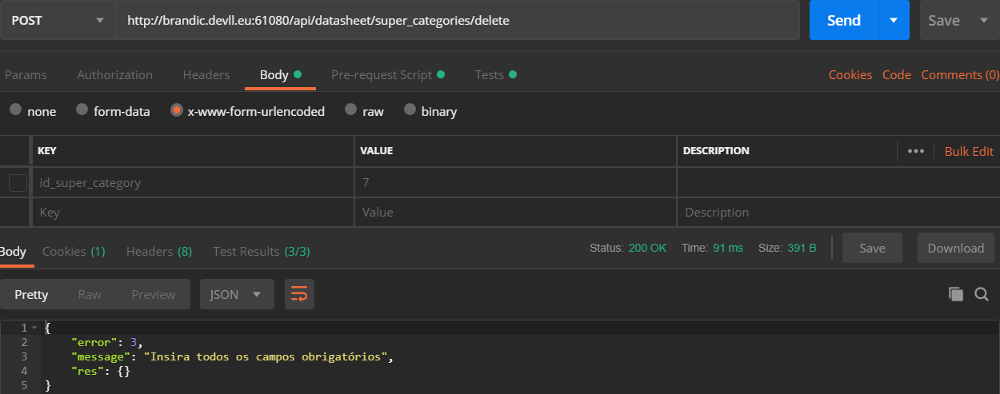 POST http://brandic.devll.eu:61080/api/datasheet/super_categories/delete Send Save
Params Authorization Headers Body Pre-request Script Tests Cookies Code Comments (0)
none form-data x-www-form-urlencoded raw binary
KEY VALUE DESCRIPTION ••• Bulk Edit
id_super_category 7
Key Value Description
Body Cookies (1) Headers (8) Test Results (3/3) Status: 200 OK Time: 91 ms Size: 391 B Save Download
Pretty Raw Preview JSON
1 {
2 "error": 3,
3 "message": "Insira todos os campos obrigatórios",
4 "res": {}
5 }